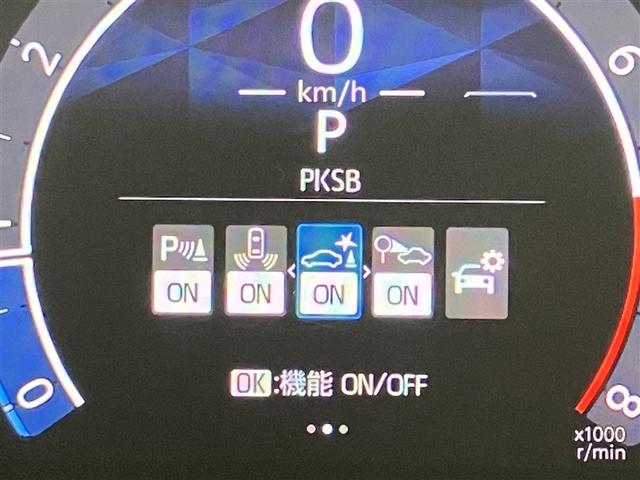 0
km/h
P
PKSB
P
ON ON ON ON
OK:機能 ON/OFF
2
6
0
8
x1000
r/min